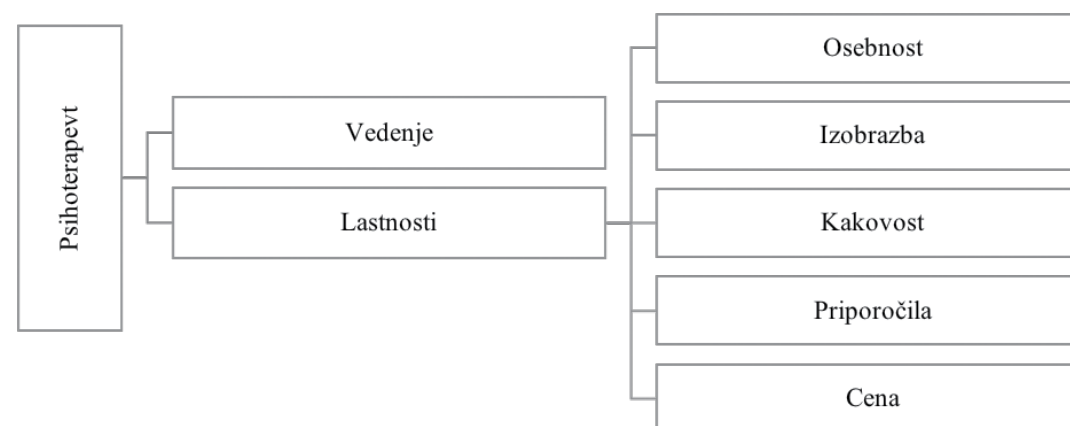 Psihoterapevt
Vedenje
Lastnosti
Osebnost
Izobrazba
Kakovost
Priporočila
Cena